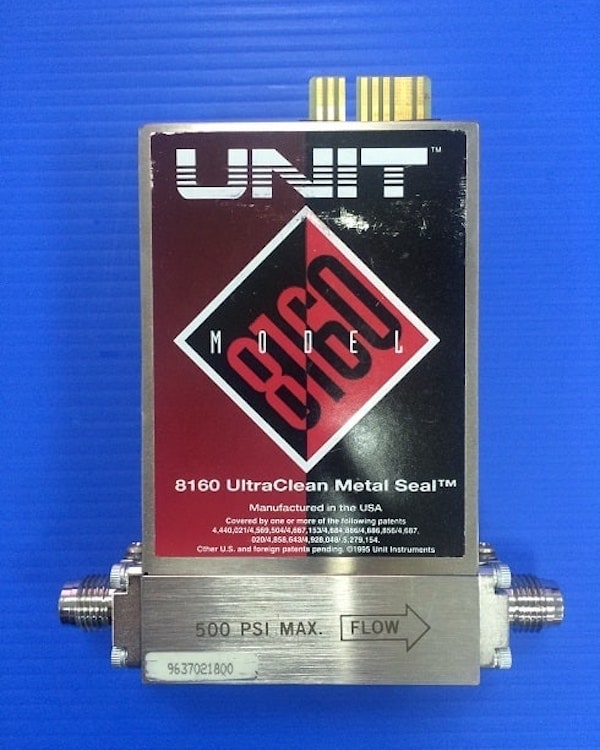 UNIT™
8160
MODEL
8160 UltraClean Metal Seal™
Manufactured in the USA
Covered by one or more of the following patents
4,440,021/4,569,504/4,667,153/4,684,886/4,686,856/4,687,
020/4,858,643/4,928,048/ 5,279,154.
Other U.S. and foreign patents pending. ©1995 Unit Instruments
500 PSI MAX. FLOW
9637021800